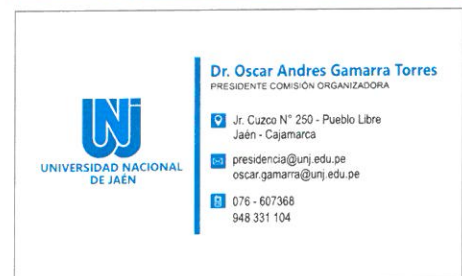 UNJ
UNIVERSIDAD NACIONAL
DE JAÉN
Dr. Oscar Andres Gamarra Torres
PRESIDENTE COMISIÓN ORGANIZADORA
Jr. Cuzco N° 250 - Pueblo Libre
Jaén - Cajamarca
presidencia@unj.edu.pe
oscar.gamarra@unj.edu.pe
076 - 607368
948 331 104